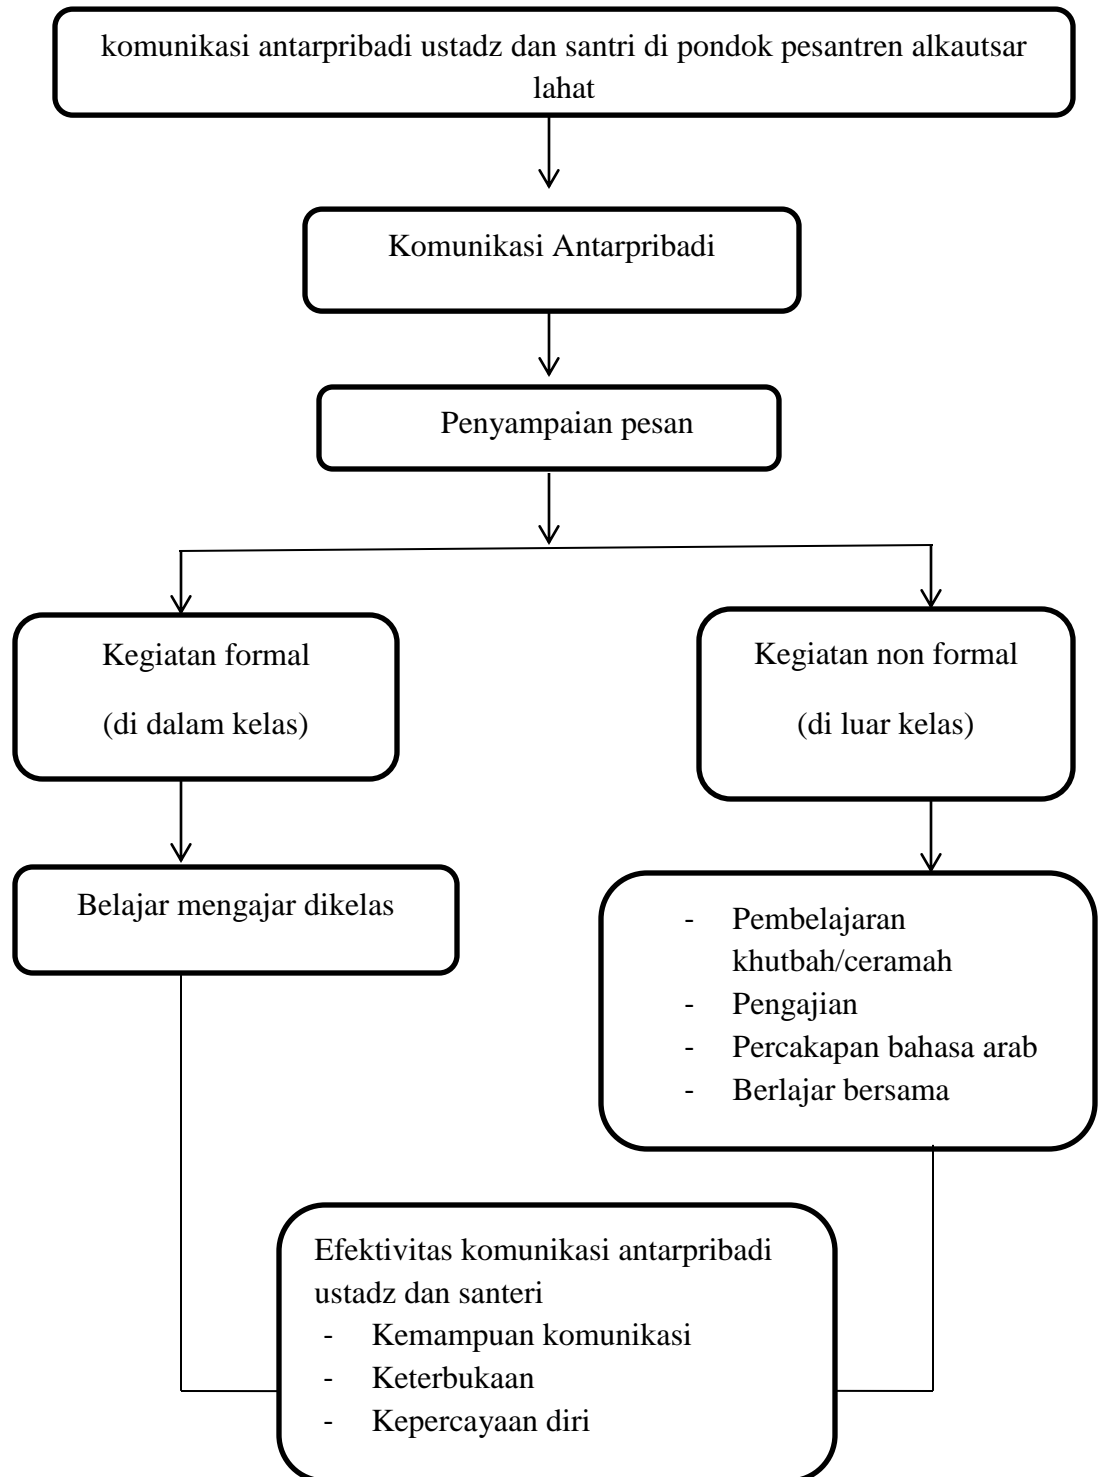 komunikasi antarpribadi ustadz dan santri di pondok pesantren alkautsar
lahat
Komunikasi Antarpribadi
Penyampaian pesan
Kegiatan formal
(di dalam kelas)
Kegiatan non formal
(di luar kelas)
Belajar mengajar dikelas
- Pembelajaran
khutbah/ceramah
- Pengajian
- Percakapan bahasa arab
- Berlajar bersama
Efektivitas komunikasi antarpribadi
ustadz dan santeri
- Kemampuan komunikasi
- Keterbukaan
- Kepercayaan diri